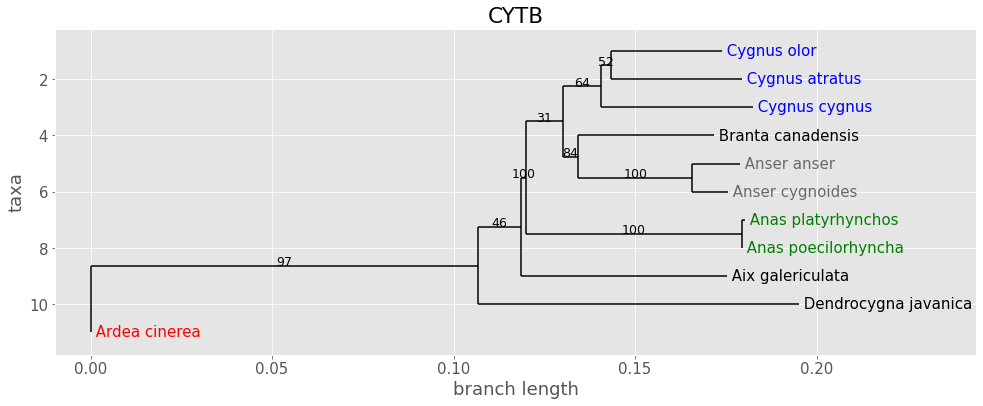 CYTB
Cygnus olor
52
2
64
Cygnus atratus
Cygnus cygnus
31
4
Branta canadensis
84
Anser anser
100
100
taxa
6
Anser cygnoides
46
Anas platyrhynchos
100
8
Anas poecilorhyncha
97
Aix galericulata
10
Dendrocygna javanica
Ardea cinerea
0.00 0.05 0.10 0.15 0.20
branch length